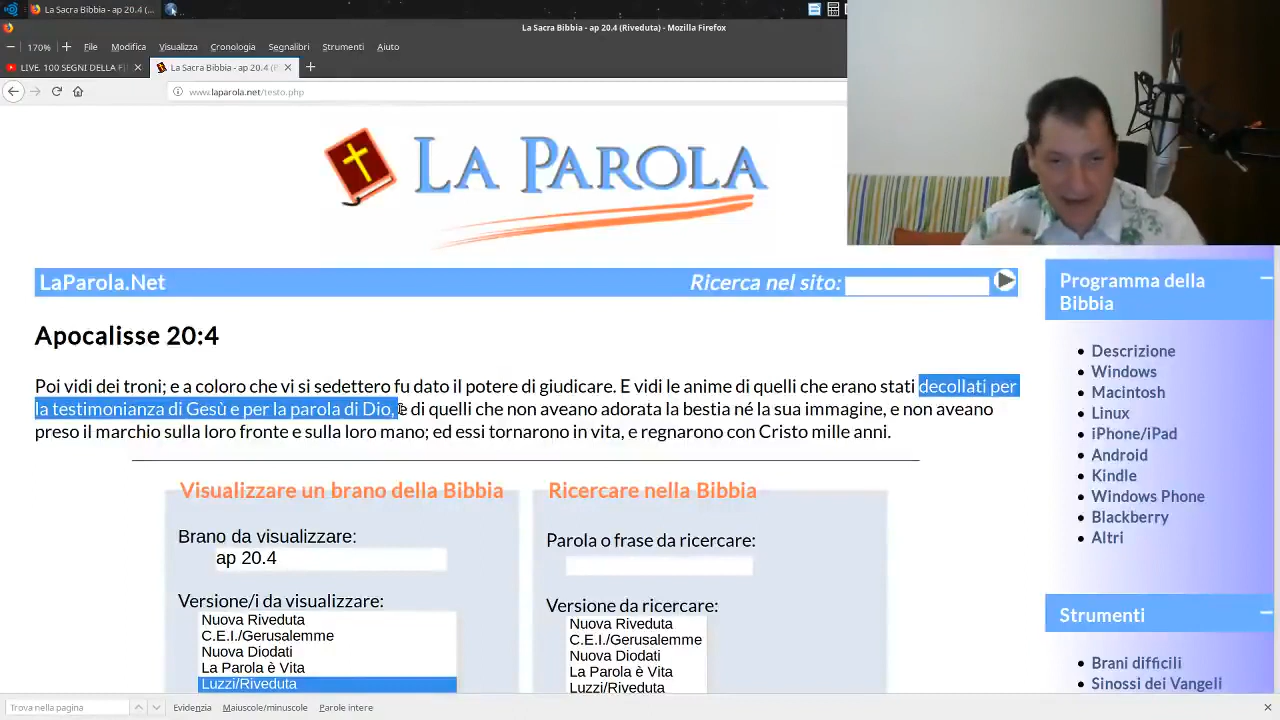 La Sacra Bibbia - ap 20.4 (...
La Sacra Bibbia - ap 20.4 (Riveduta) - Mozilla Firefox
170%
File
Modifica
Visualizza
Cronologia
Segnalibri
Strumenti
Aiuto
LIVE. 100 SEGNI DELLA F
La Sacra Bibbia - ap 20.4 (
www.laparola.net/testo.php
LA PAROLA
LaParola.Net
Ricerca nel sito:
Apocalisse 20:4
Poi vidi dei troni; e a coloro che vi si sedettero fu dato il potere di giudicare. E vidi le anime di quelli che erano stati decollati per
la testimonianza di Gesù e per la parola di Dio, e di quelli che non aveano adorata la bestia né la sua immagine, e non aveano
preso il marchio sulla loro fronte e sulla loro mano; ed essi tornarono in vita, e regnarono con Cristo mille anni.
Visualizzare un brano della Bibbia
Brano da visualizzare:
ap 20.4
Versione/i da visualizzare:
Nuova Riveduta
C.E.I./Gerusalemme
Nuova Diodati
La Parola è Vita
Luzzi/Riveduta
Ricercare nella Bibbia
Parola o frase da ricercare:
Versione da ricercare:
Nuova Riveduta
C.E.I./Gerusalemme
Nuova Diodati
La Parola è Vita
Luzzi/Riveduta
Programma della
Bibbia
Descrizione
Windows
Macintosh
Linux
iPhone/iPad
Android
Kindle
Windows Phone
Blackberry
Altri
Strumenti
Brani difficili
Sinossi dei Vangeli
Trova nella pagina
Evidenzia
Maiuscole/minuscole
Parole intere